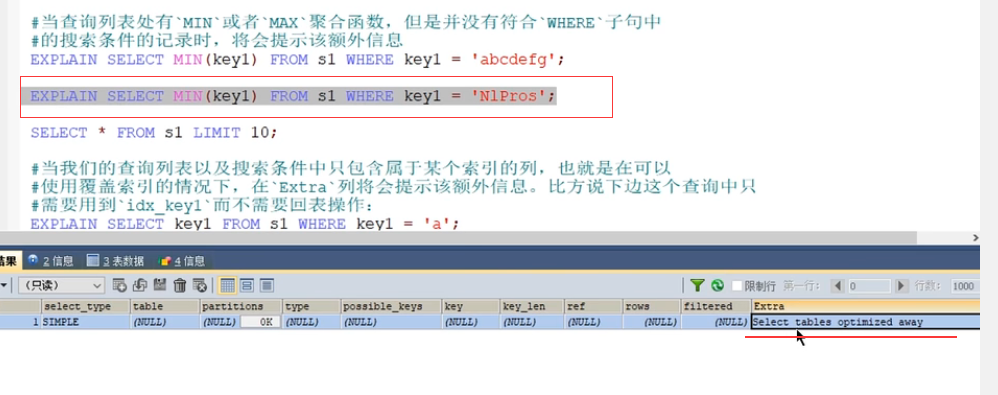 #当查询列表处有`MIN`或者`MAX`聚合函数，但是并没有符合`WHERE`子句中
#的搜索条件的记录时，将会提示该额外信息
EXPLAIN SELECT MIN(key1) FROM s1 WHERE key1 = 'abcdefg';
EXPLAIN SELECT MIN(key1) FROM s1 WHERE key1 = 'NlPros';
SELECT * FROM s1 LIMIT 10;
#当我们的查询列表以及搜索条件中只包含属于某个索引的列，也就是在可以
#使用覆盖索引的情况下，在`Extra`列将会提示该额外信息。比方说下边这个查询中只
#需要用到`idx_key1`而不需要回表操作：
EXPLAIN SELECT key1 FROM s1 WHERE key1 = 'a';
结果 2 信息 3 表数据 4 信息
(只读) 限制行 第一行: 0 行数: 1000
select_type table partitions type possible_keys key key_len ref rows filtered Extra
1 SIMPLE (NULL) (NULL) 0K (NULL) (NULL) (NULL) (NULL) (NULL) (NULL) (NULL) Select tables optimized away